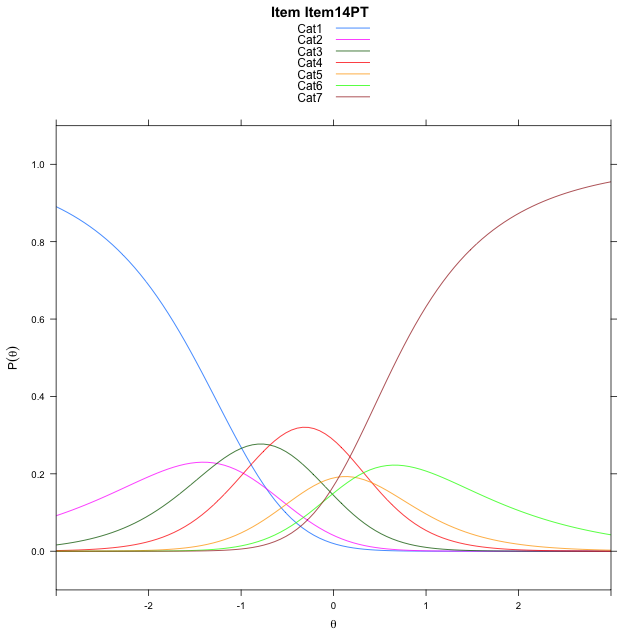 Item Item14PT
Cat1
Cat2
Cat3
Cat4
Cat5
Cat6
Cat7
1.0
0.8
0.6
0.4
0.2
0.0
P(θ)
-2 -1 0 1 2
θ